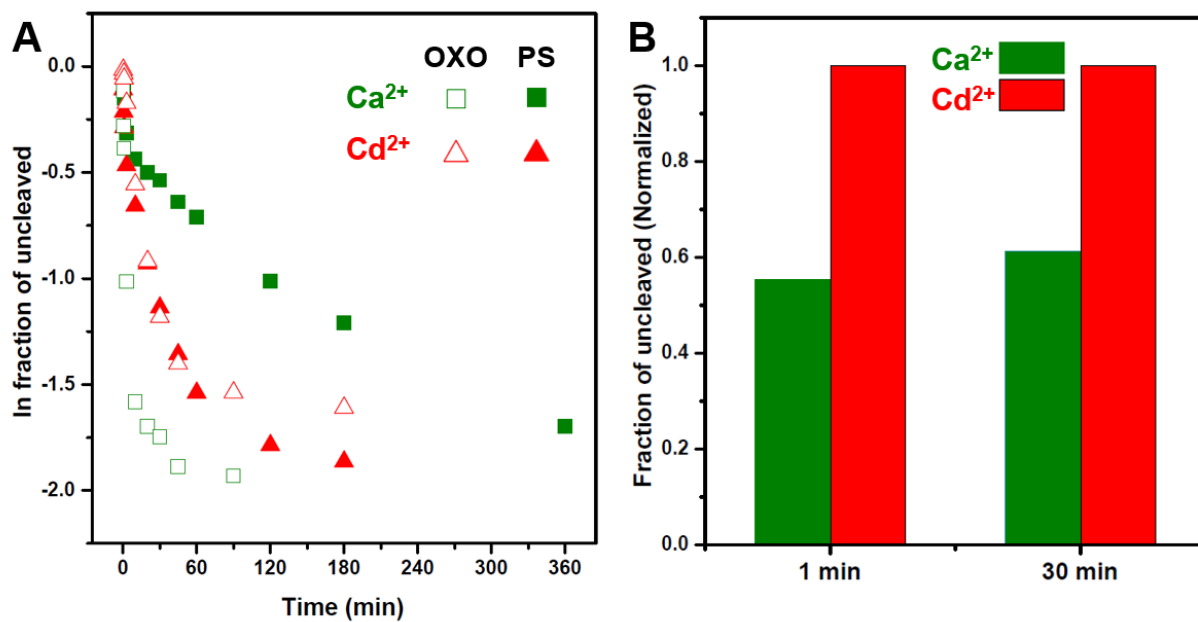 A
OXO PS
Ca²⁺
Cd²⁺
0.0
-0.5
-1.0
-1.5
-2.0
ln fraction of uncleaved
0 60 120 180 240 300 360
Time (min)
B
Ca²⁺
Cd²⁺
1.0
0.8
0.6
0.4
0.2
0.0
Fraction of uncleaved (Normalized)
1 min 30 min